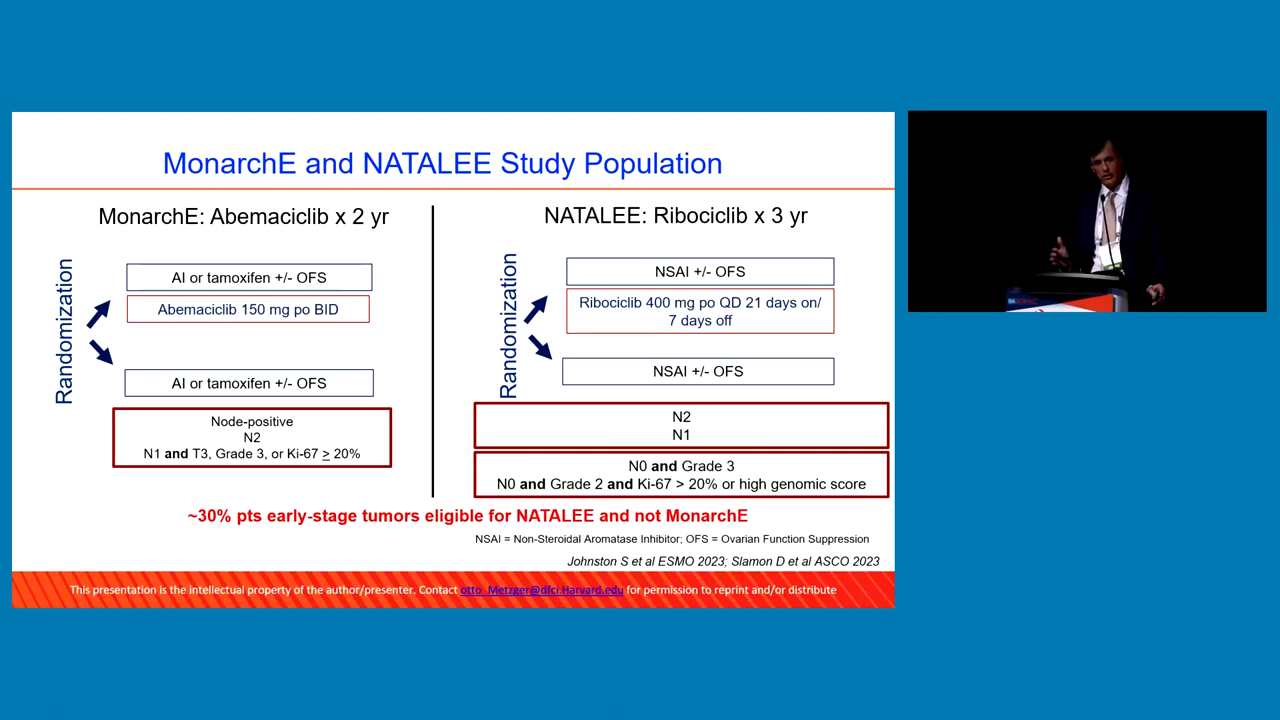 MonarchE and NATALEE Study Population
MonarchE: Abemaciclib x 2 yr
Randomization
AI or tamoxifen +/- OFS
Abemaciclib 150 mg po BID
AI or tamoxifen +/- OFS
Node-positive
N2
N1 and T3, Grade 3, or Ki-67 > 20%
NATALEE: Ribociclib x 3 yr
Randomization
NSAI +/- OFS
Ribociclib 400 mg po QD 21 days on/
7 days off
NSAI +/- OFS
N2
N1
N0 and Grade 3
N0 and Grade 2 and Ki-67 > 20% or high genomic score
~30% pts early-stage tumors eligible for NATALEE and not MonarchE
NSAI = Non-Steroidal Aromatase Inhibitor; OFS = Ovarian Function Suppression
Johnston S et al ESMO 2023; Slamon D et al ASCO 2023
This presentation is the intellectual property of the author/presenter. Contact otto_Metzger@dfci.Harvard.edu for permission to reprint and/or distribute